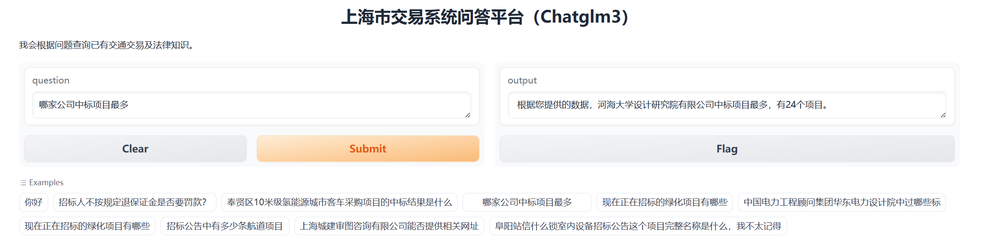 上海市交易系统问答平台（Chatglm3）
我会根据问题查询已有交通交易及法律知识。
question
哪家公司中标项目最多
output
根据您提供的数据，河海大学设计研究院有限公司中标项目最多，有24个项目。
Clear
Submit
Flag
Examples
你好
招标人不按规定退保证金是否要罚款？
奉贤区10米级氢能源城市客车采购项目的中标结果是什么
哪家公司中标项目最多
现在正在招标的绿化项目有哪些
中国电力工程顾问集团华东电力设计院中过哪些标
现在正在招标的绿化项目有哪些
招标公告中有多少条航道项目
上海城建审图咨询有限公司能否提供相关网址
阜阳站信什么锁室内设备招标公告这个项目完整名称是什么，我不太记得